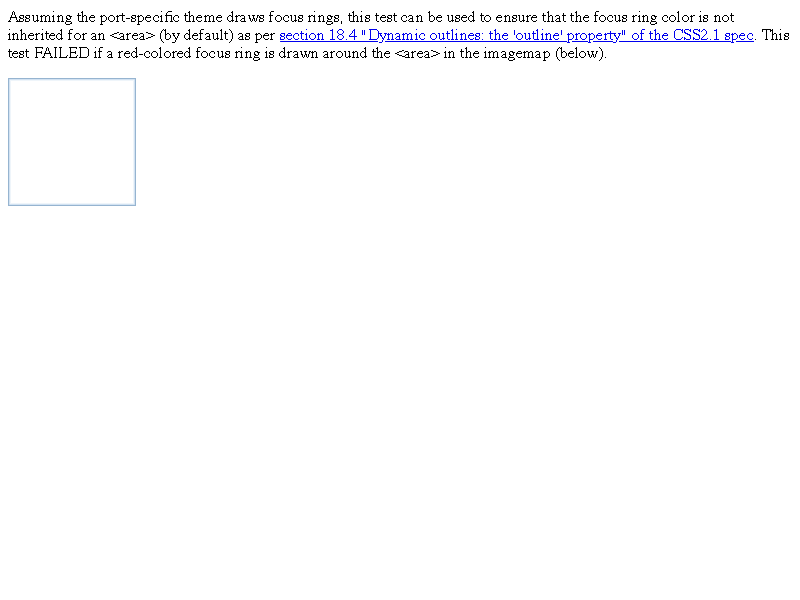 Assuming the port-specific theme draws focus rings, this test can be used to ensure that the focus ring color is not
inherited for an <area> (by default) as per section 18.4 "Dynamic outlines: the 'outline' property" of the CSS2.1 spec. This
test FAILED if a red-colored focus ring is drawn around the <area> in the imagemap (below).